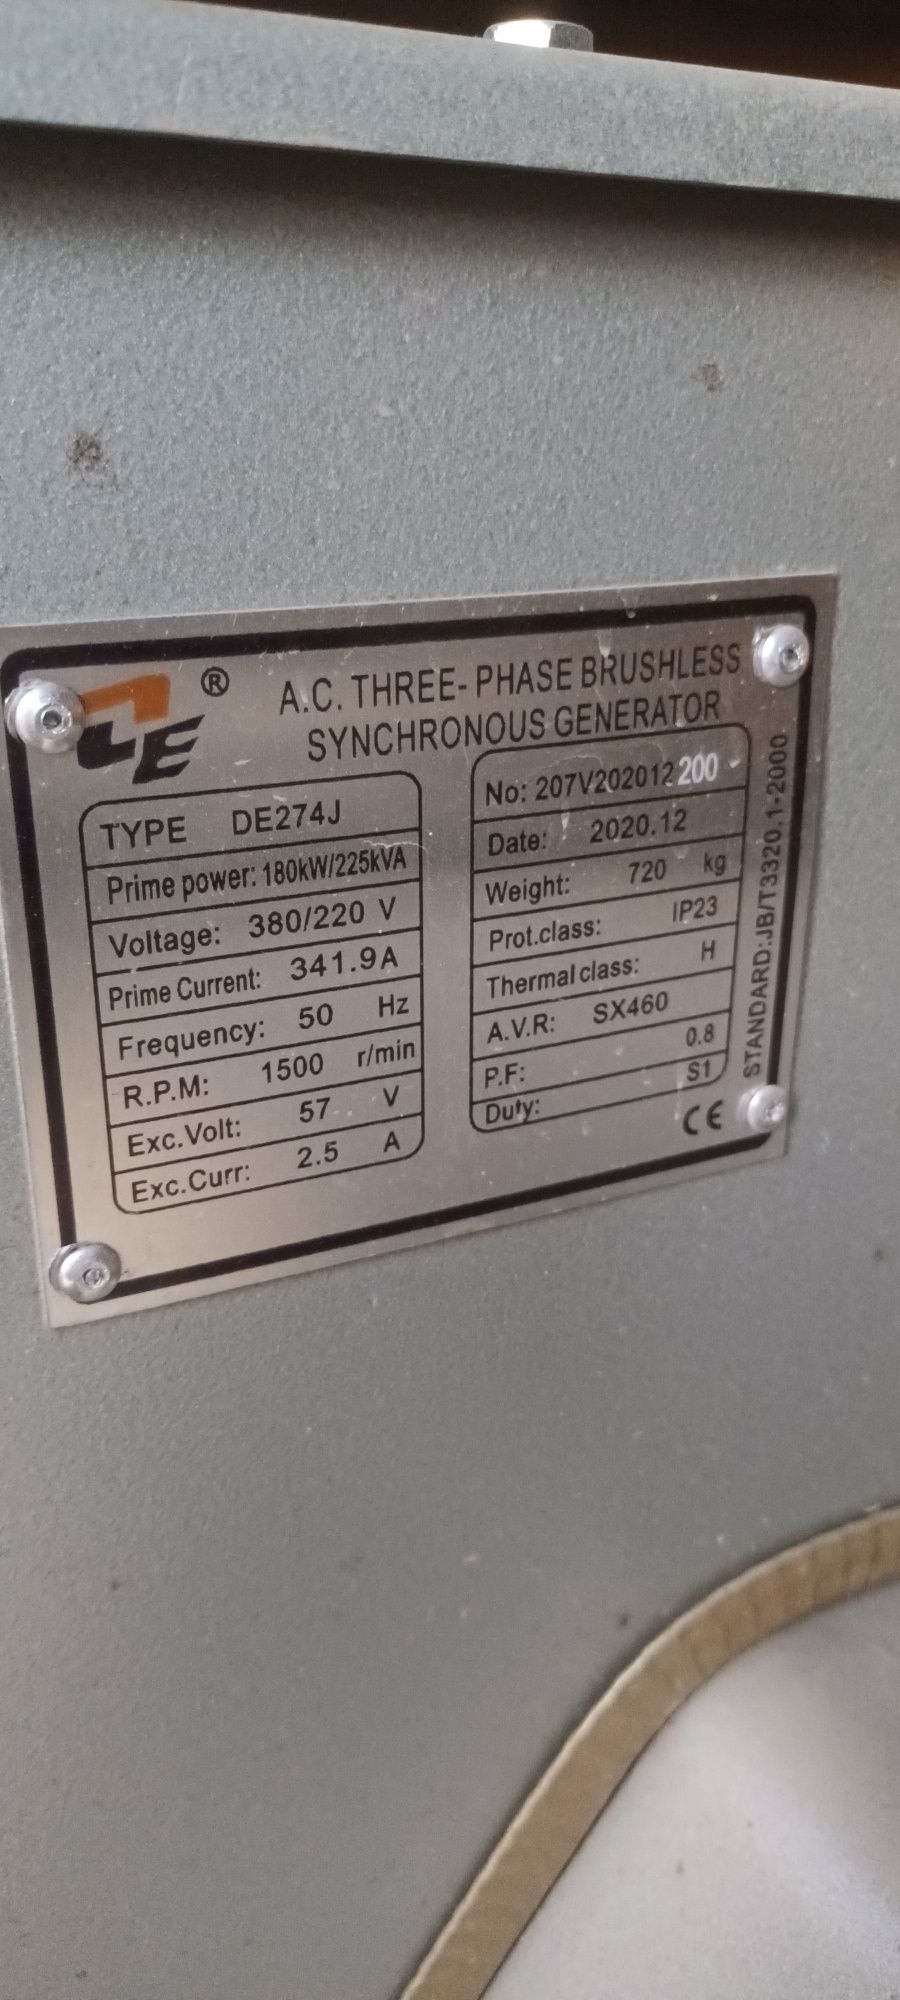 DE ®
A.C. THREE-PHASE BRUSHLESS
SYNCHRONOUS GENERATOR
TYPE DE274J
Prime power: 180kW/225kVA
Voltage: 380/220 V
Prime Current: 341.9A
Frequency: 50 Hz
R.P.M: 1500 r/min
Exc.Volt: 57 V
Exc.Curr: 2.5 A
No: 207V202012200
Date: 2020.12
Weight: 720 kg
Prot.class: IP23
Thermal class: H
A.V.R: SX460
P.F: 0.8
Duty: S1
CE
STANDARD:JB/T3320.1-2000